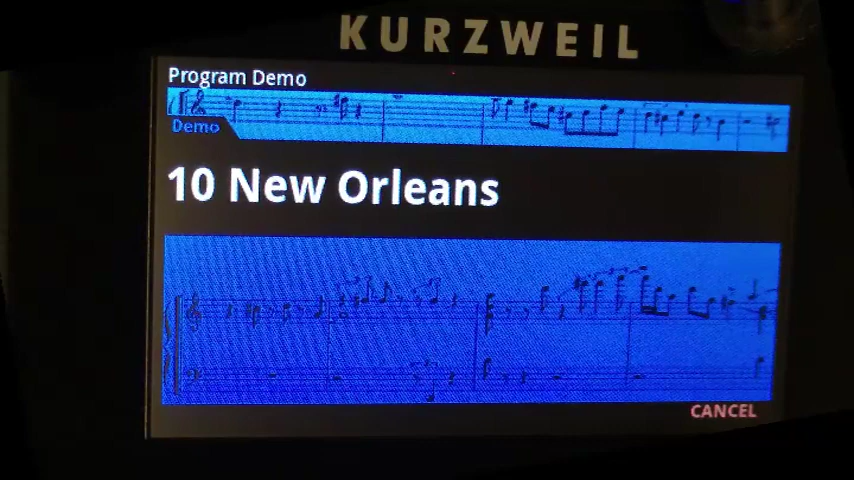 KURZWEIL
Program Demo
Demo
10 New Orleans
CANCEL